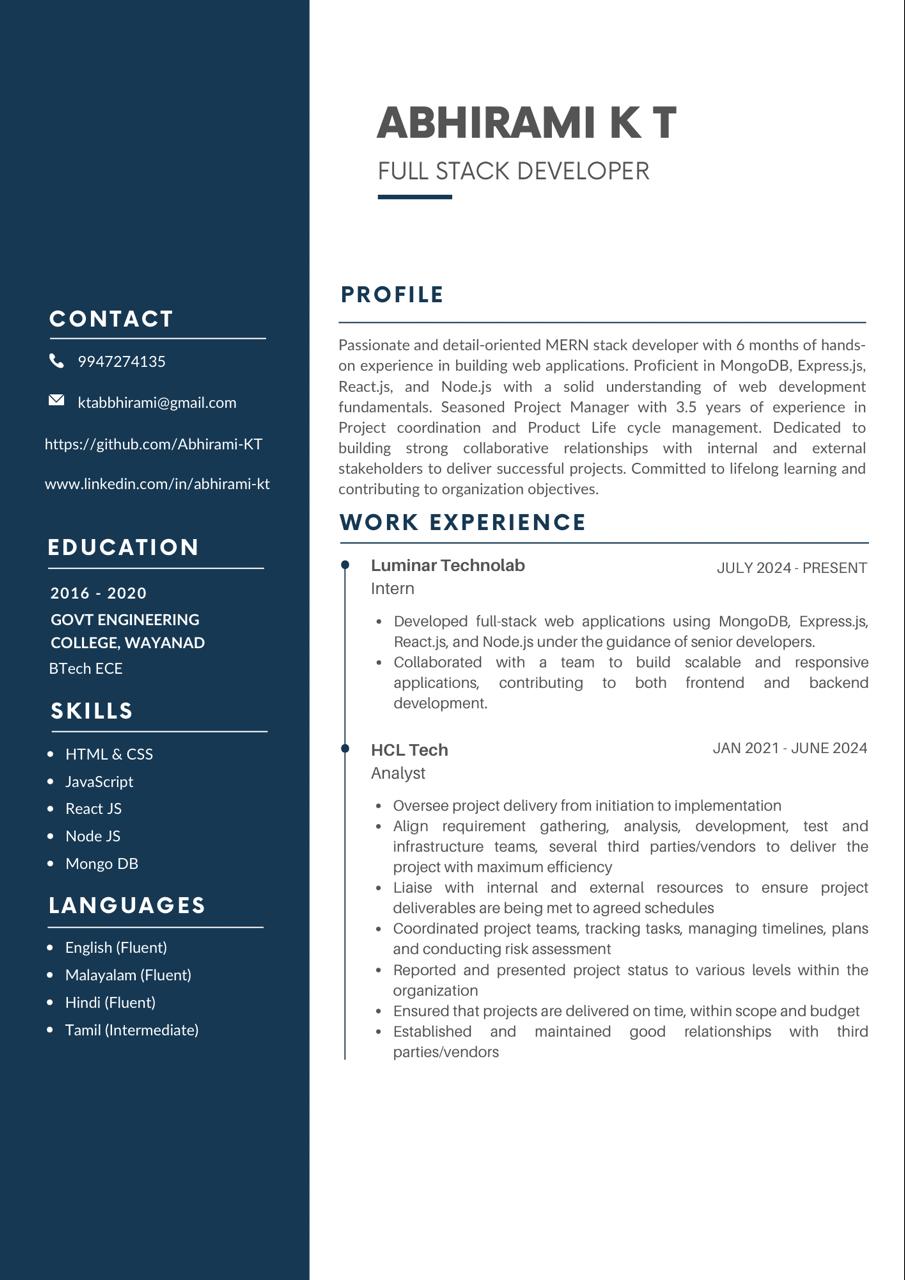 ABHIRAMI K T
FULL STACK DEVELOPER
CONTACT
9947274135
ktabbhirami@gmail.com
https://github.com/Abhirami-KT
www.linkedin.com/in/abhirami-kt
EDUCATION
2016 - 2020
GOVT ENGINEERING
COLLEGE, WAYANAD
BTech ECE
SKILLS
• HTML & CSS
• JavaScript
• React JS
• Node JS
• Mongo DB
LANGUAGES
• English (Fluent)
• Malayalam (Fluent)
• Hindi (Fluent)
• Tamil (Intermediate)
PROFILE
Passionate and detail-oriented MERN stack developer with 6 months of hands-
on experience in building web applications. Proficient in MongoDB, Express.js,
React.js, and Node.js with a solid understanding of web development
fundamentals. Seasoned Project Manager with 3.5 years of experience in
Project coordination and Product Life cycle management. Dedicated to
building strong collaborative relationships with internal and external
stakeholders to deliver successful projects. Committed to lifelong learning and
contributing to organization objectives.
WORK EXPERIENCE
Luminar Technolab JULY 2024 - PRESENT
Intern
• Developed full-stack web applications using MongoDB, Express.js,
React.js, and Node.js under the guidance of senior developers.
• Collaborated with a team to build scalable and responsive
applications, contributing to both frontend and backend
development.
HCL Tech JAN 2021 - JUNE 2024
Analyst
• Oversee project delivery from initiation to implementation
• Align requirement gathering, analysis, development, test and
infrastructure teams, several third parties/vendors to deliver the
project with maximum efficiency
• Liaise with internal and external resources to ensure project
deliverables are being met to agreed schedules
• Coordinated project teams, tracking tasks, managing timelines, plans
and conducting risk assessment
• Reported and presented project status to various levels within the
organization
• Ensured that projects are delivered on time, within scope and budget
• Established and maintained good relationships with third
parties/vendors